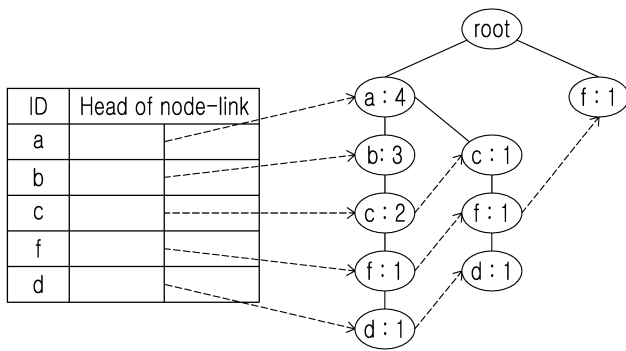 root
a : 4
f : 1
ID Head of node-link
a
b
c
f
d
b: 3
c : 1
c : 2
f : 1
f : 1
d : 1
d : 1